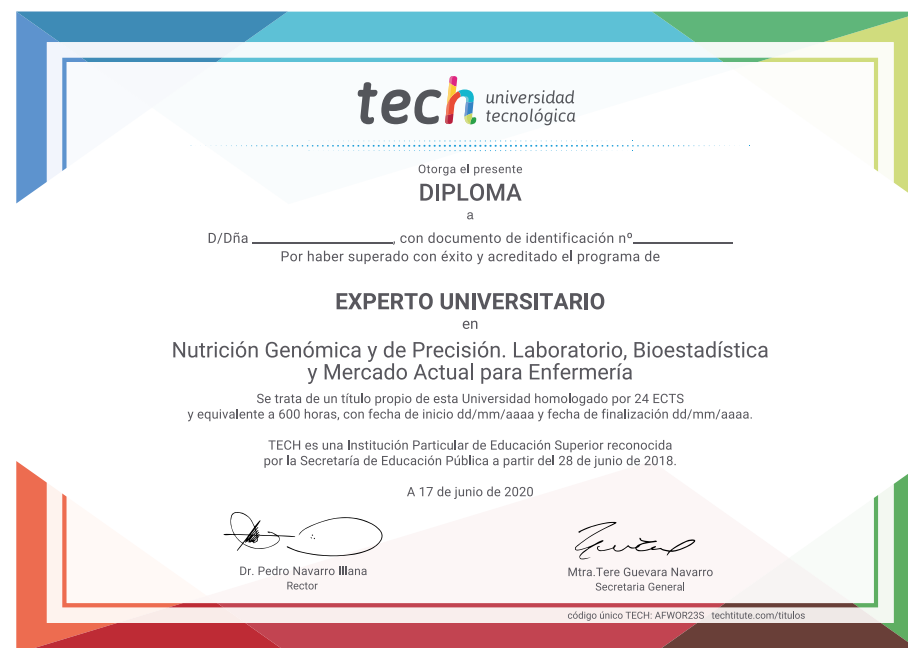 tech universidad
tecnológica
Otorga el presente
DIPLOMA
a
D/Dña ____________, con documento de identificación nº____________
Por haber superado con éxito y acreditado el programa de
EXPERTO UNIVERSITARIO
en
Nutrición Genómica y de Precisión. Laboratorio, Bioestadística
y Mercado Actual para Enfermería
Se trata de un título propio de esta Universidad homologado por 24 ECTS
y equivalente a 600 horas, con fecha de inicio dd/mm/aaaa y fecha de finalización dd/mm/aaaa.
TECH es una Institución Particular de Educación Superior reconocida
por la Secretaría de Educación Pública a partir del 28 de junio de 2018.
A 17 de junio de 2020
Dr. Pedro Navarro Illana
Rector
Mtra.Tere Guevara Navarro
Secretaria General
código único TECH: AFWOR23S techtitute.com/titulos